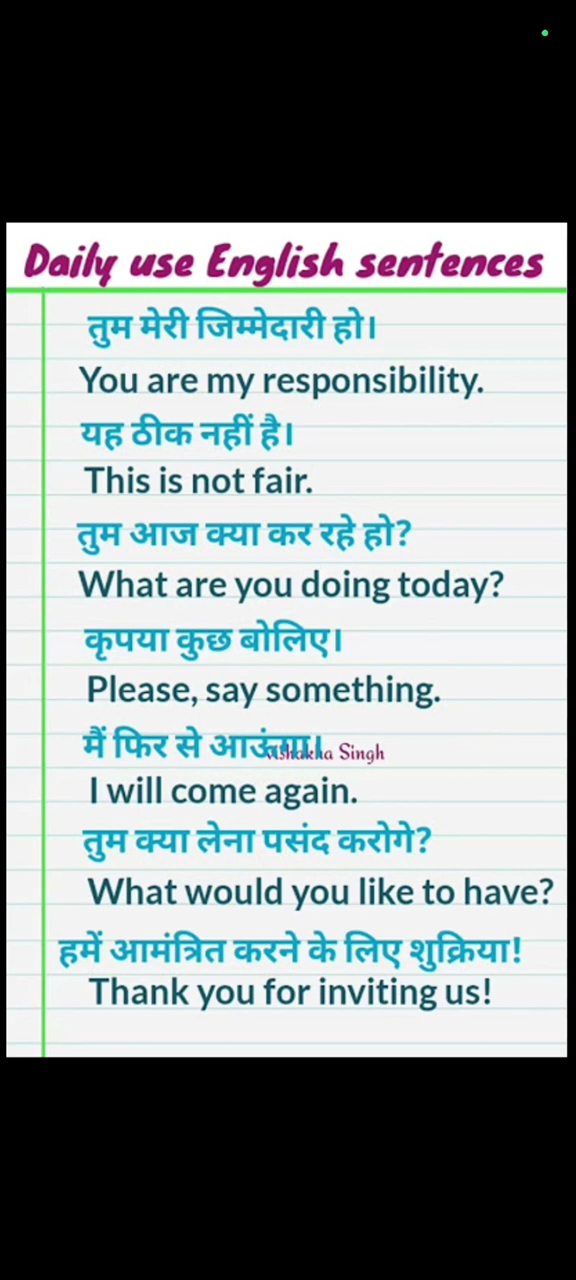 Daily use English sentences
तुम मेरी जिम्मेदारी हो।
You are my responsibility.
यह ठीक नहीं है।
This is not fair.
तुम आज क्या कर रहे हो?
What are you doing today?
कृपया कुछ बोलिए।
Please, say something.
मैं फिर से आऊंगा।
Vishakha Singh
I will come again.
तुम क्या लेना पसंद करोगे?
What would you like to have?
हमें आमंत्रित करने के लिए शुक्रिया!
Thank you for inviting us!